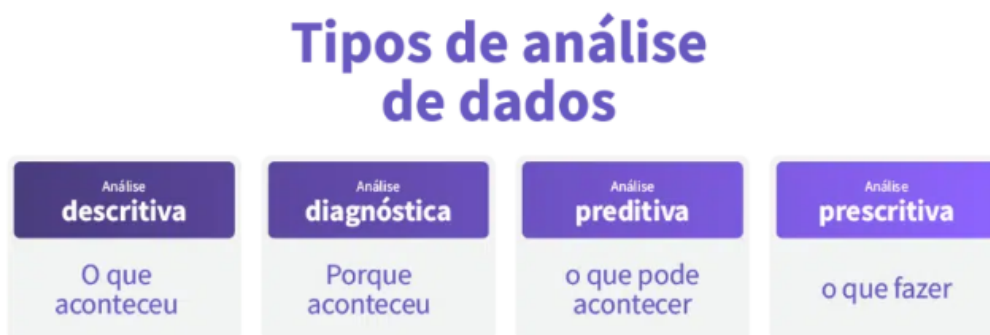 Tipos de análise
de dados
Análise
descritiva
O que
aconteceu
Análise
diagnóstica
Porque
aconteceu
Análise
preditiva
o que pode
acontecer
Análise
prescritiva
o que fazer